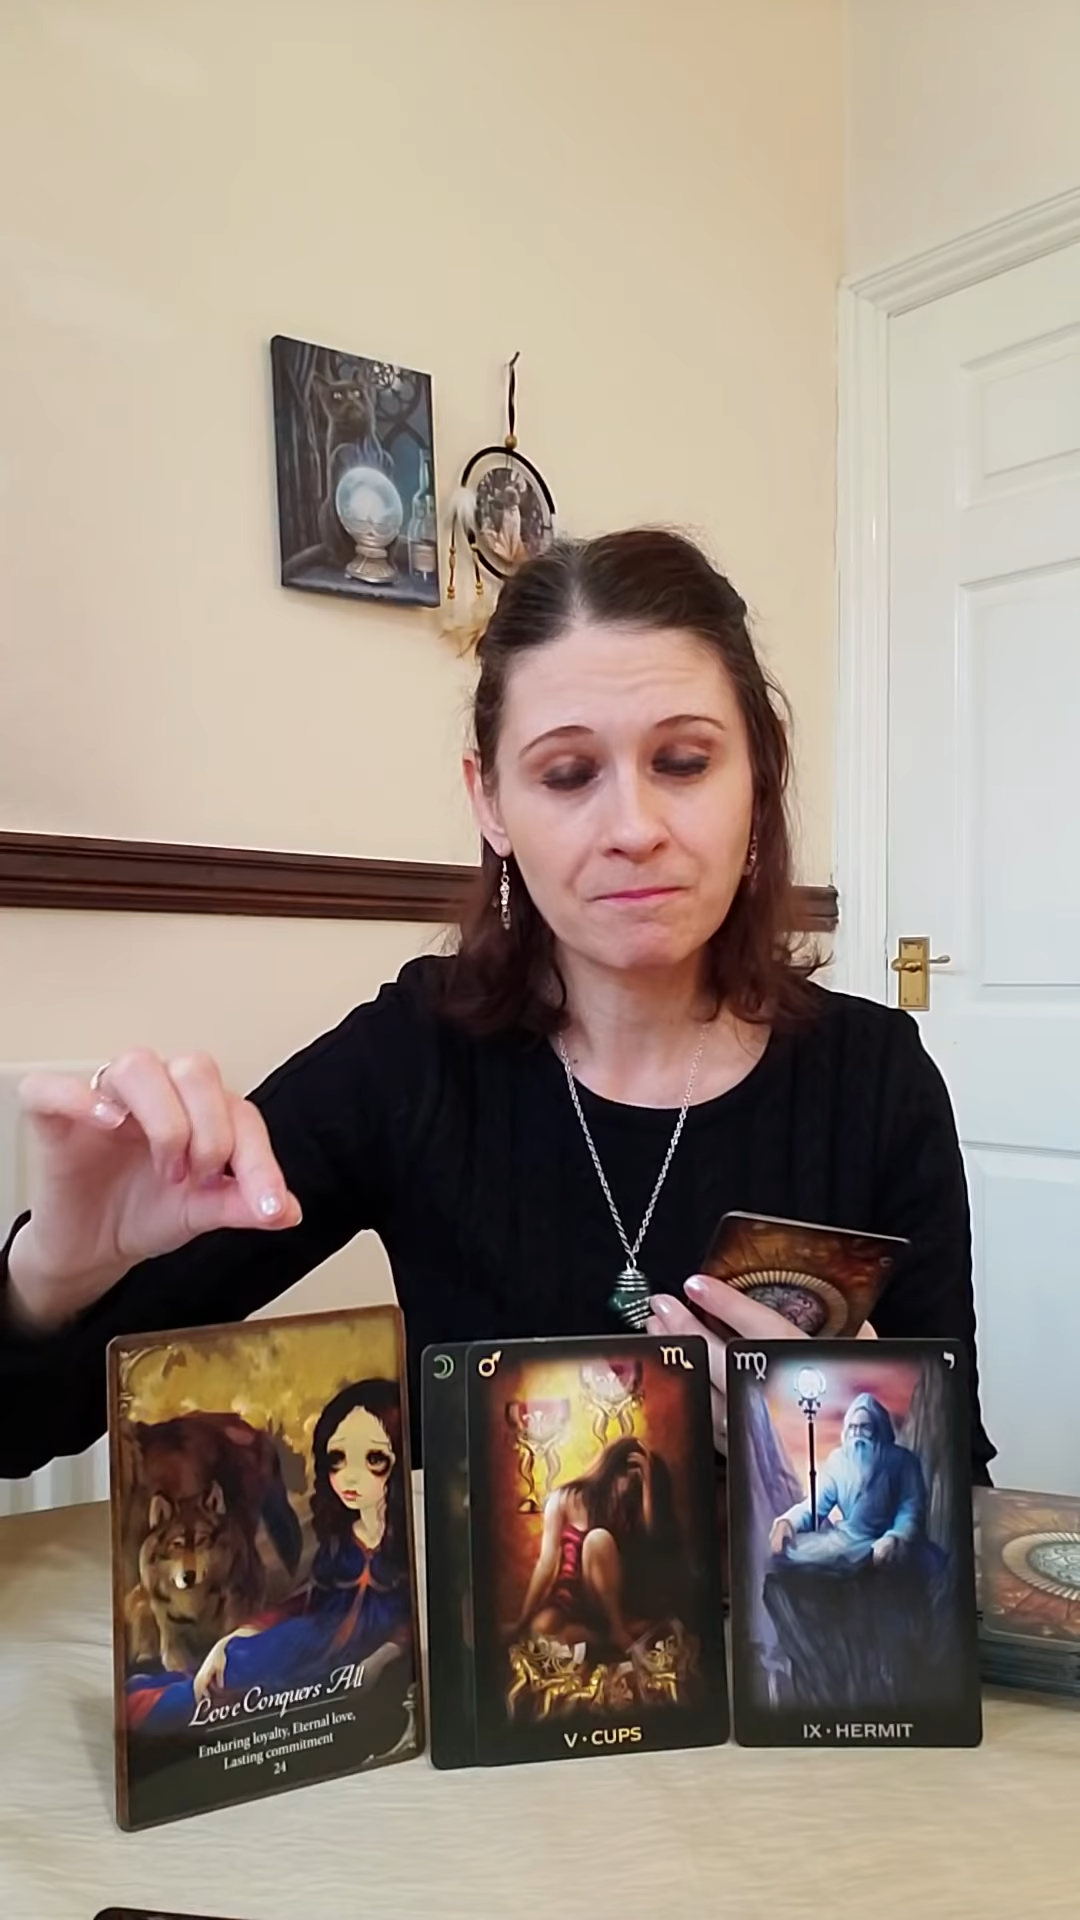 Love Conquers All
Enduring loyalty, Eternal love,
Lasting commitment
24
V · CUPS
IX · HERMIT